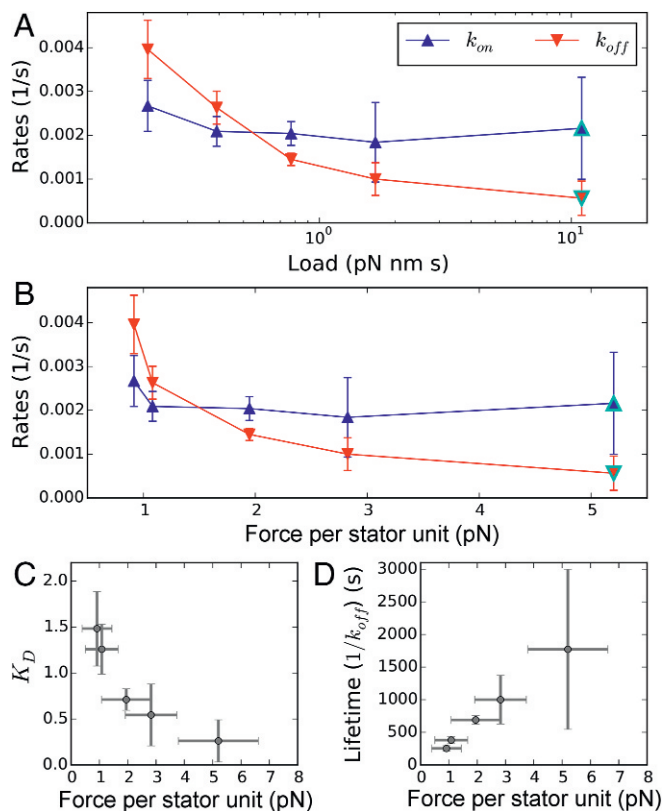 A
k_on
k_off
Rates (1/s)
0.004
0.003
0.002
0.001
0.000
10^0
10^1
Load (pN nm s)
B
Rates (1/s)
0.004
0.003
0.002
0.001
0.000
1 2 3 4 5
Force per stator unit (pN)
C
K_D
2.0
1.5
1.0
0.5
0.0
0 1 2 3 4 5 6 7 8
Force per stator unit (pN)
D
Lifetime (1/k_off) (s)
3000
2500
2000
1500
1000
500
0
0 1 2 3 4 5 6 7 8
Force per stator unit (pN)